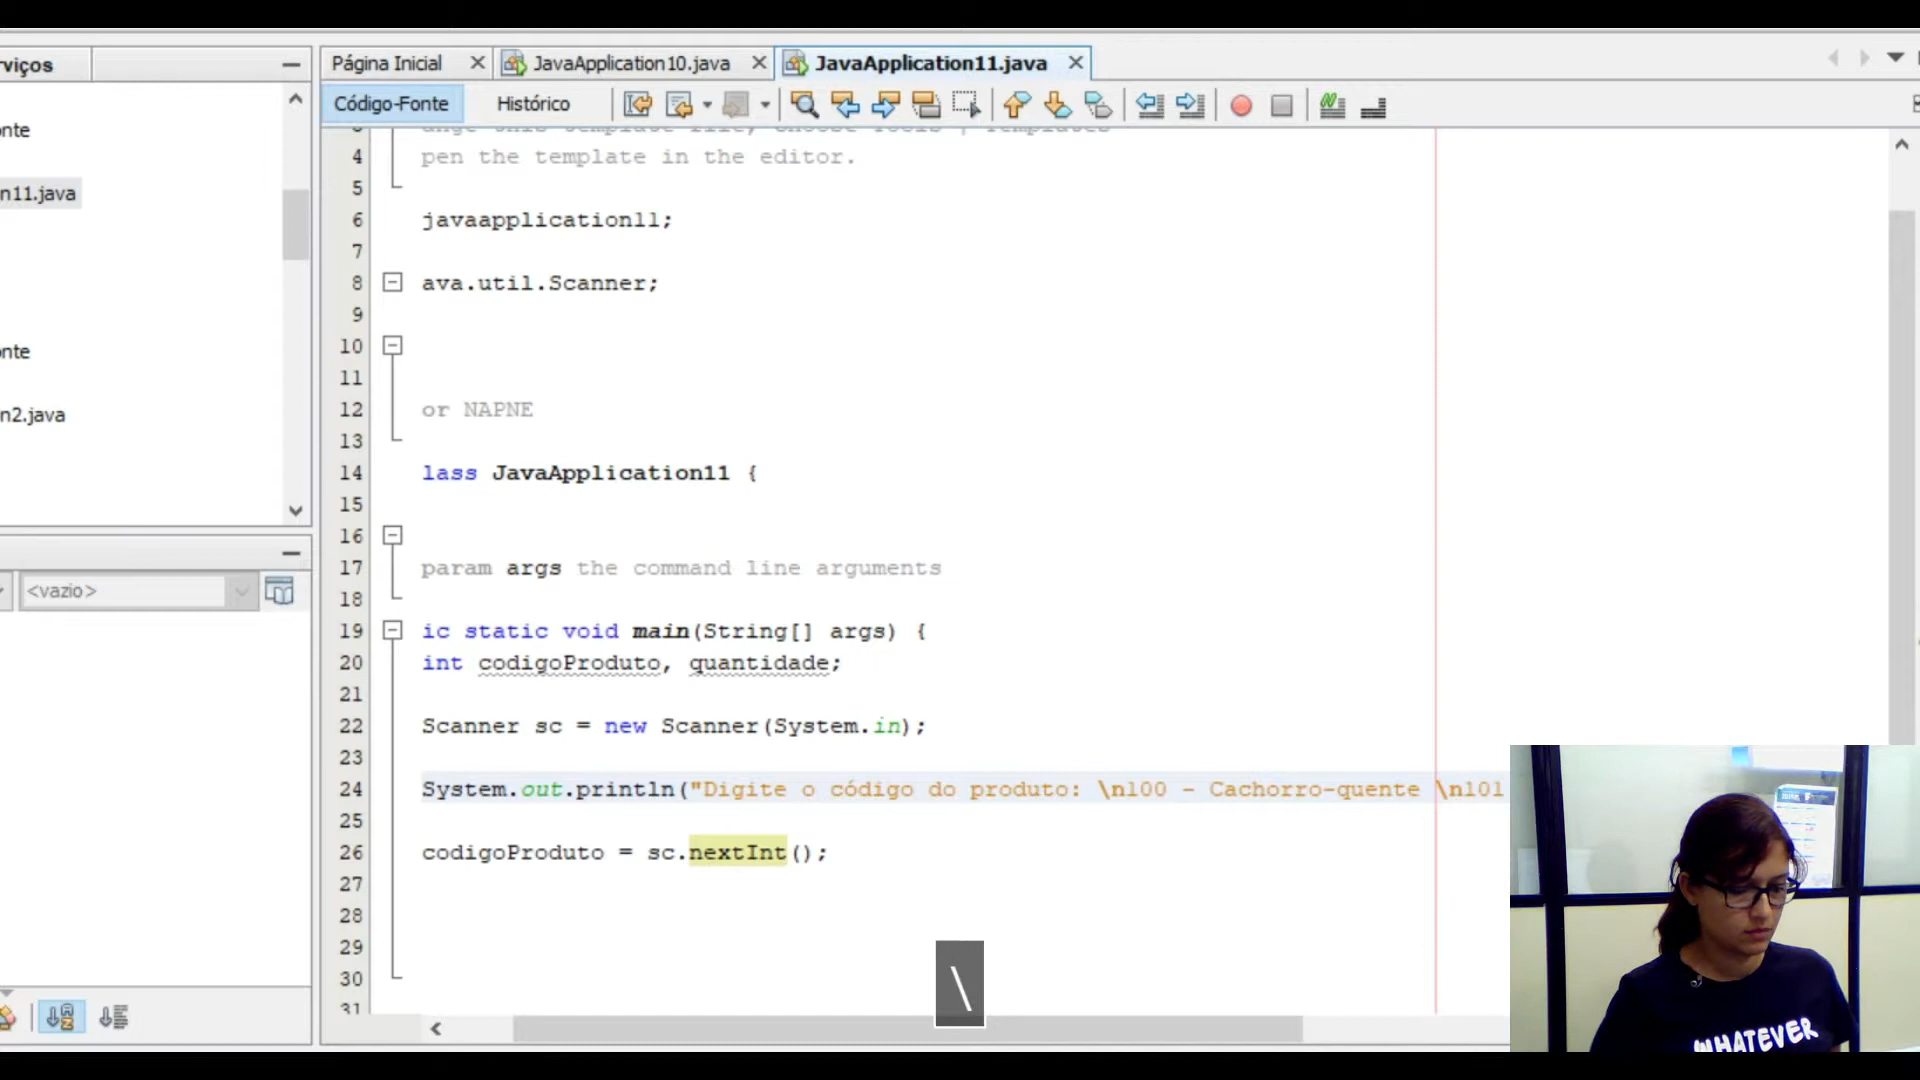 rviços
Página Inicial
JavaApplication10.java
JavaApplication11.java
Código-Fonte
Histórico
onte
n11.java
onte
n2.java
<vazio>
4 pen the template in the editor.
5
6 javaapplication11;
7
8 ava.util.Scanner;
9
10
11
12 or NAPNE
13
14 lass JavaApplication11 {
15
16
17 param args the command line arguments
18
19 ic static void main(String[] args) {
20 int codigoProduto, quantidade;
21
22 Scanner sc = new Scanner(System.in);
23
24 System.out.println("Digite o código do produto: \n100 - Cachorro-quente \n101
25
26 codigoProduto = sc.nextInt();
27
28
29
30
31
\
WHATEVER